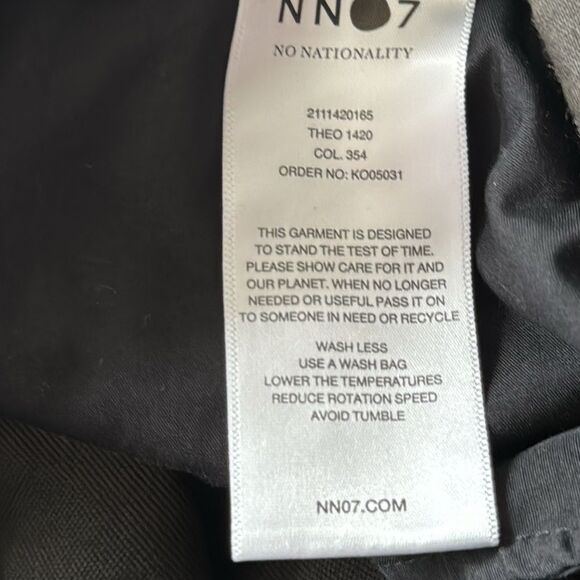 NN07
NO NATIONALITY
2111420165
THEO 1420
COL. 354
ORDER NO: KO05031
THIS GARMENT IS DESIGNED
TO STAND THE TEST OF TIME.
PLEASE SHOW CARE FOR IT AND
OUR PLANET. WHEN NO LONGER
NEEDED OR USEFUL PASS IT ON
TO SOMEONE IN NEED OR RECYCLE
WASH LESS
USE A WASH BAG
LOWER THE TEMPERATURES
REDUCE ROTATION SPEED
AVOID TUMBLE
NN07.COM